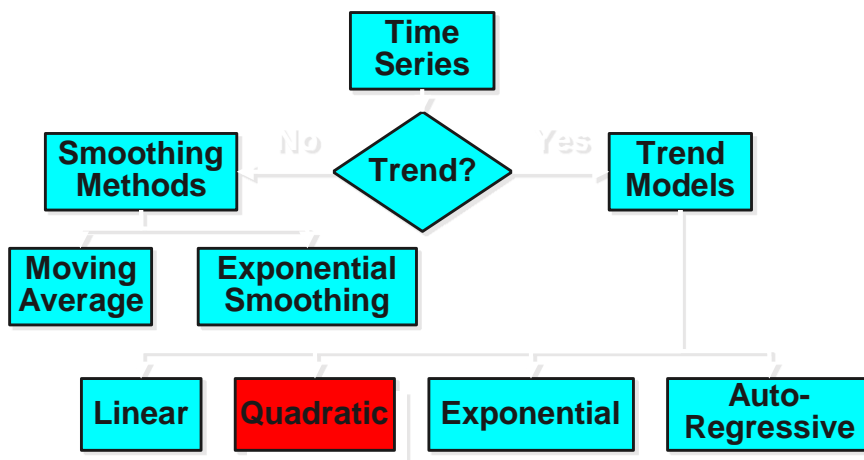 Time
Series
No
Yes
Smoothing
Methods
Trend?
Trend
Models
Moving
Average
Exponential
Smoothing
Linear
Quadratic
Exponential
Auto-
Regressive